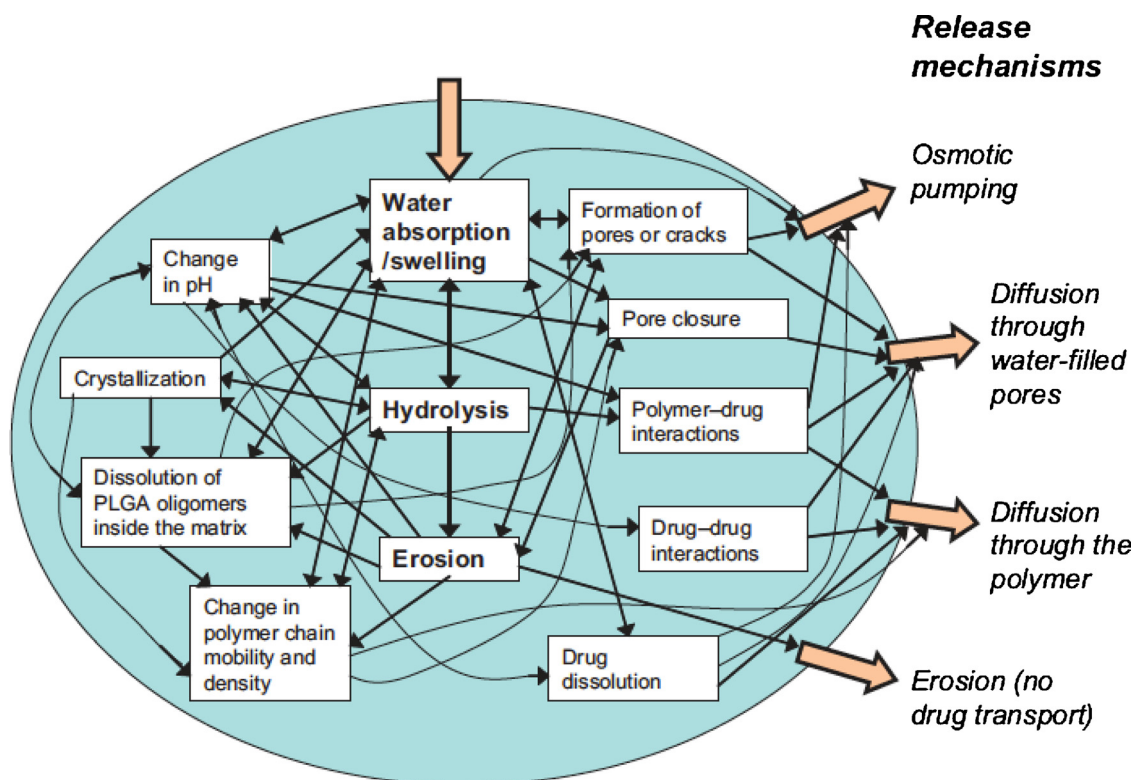 Release
mechanisms
Osmotic
pumping
Water
absorption
/swelling
Formation of
pores or cracks
Change
in pH
Pore closure
Diffusion
through
water-filled
pores
Crystallization
Hydrolysis
Polymer–drug
interactions
Dissolution of
PLGA oligomers
inside the matrix
Drug–drug
interactions
Diffusion
through the
polymer
Erosion
Change in
polymer chain
mobility and
density
Drug
dissolution
Erosion (no
drug transport)